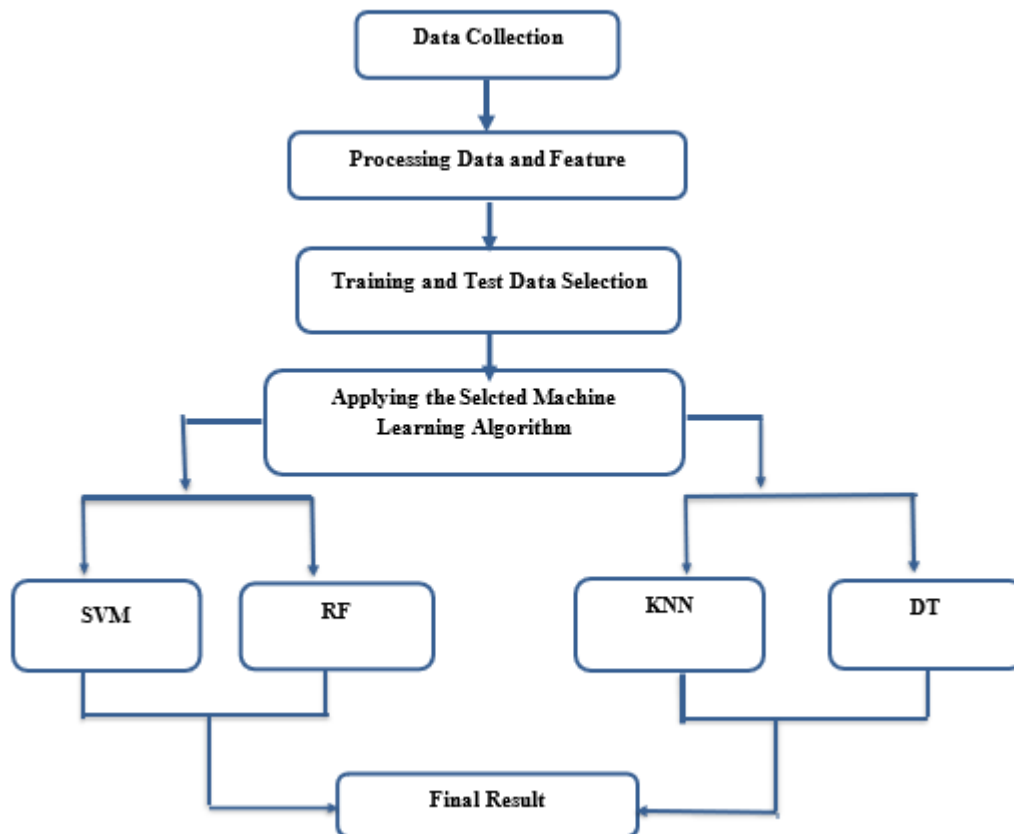 Data Collection
Processing Data and Feature
Training and Test Data Selection
Applying the Selcted Machine
Learning Algorithm
SVM
RF
KNN
DT
Final Result